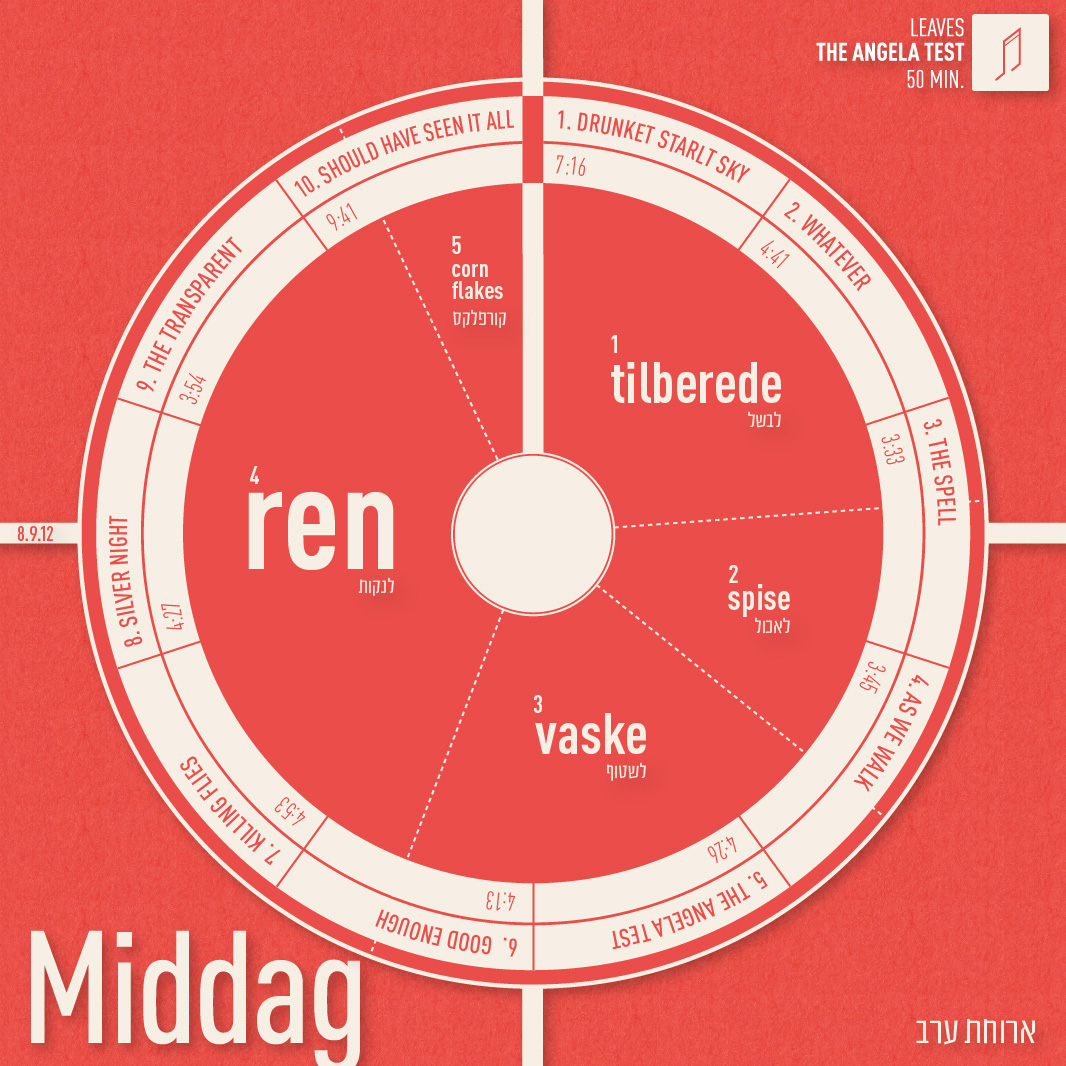 LEAVES
THE ANGELA TEST
50 MIN.
1. DRUNKET STARLT SKY
7:16
2. WHATEVER
4:41
3. THE SPELL
3:33
4. AS WE WALK
3:45
5. THE ANGELA TEST
4:26
6. GOOD ENOUGH
4:13
7. KILLING FLIES
4:53
8. SILVER NIGHT
4:27
9. THE TRANSPARENT
3:54
10. SHOULD HAVE SEEN IT ALL
9:41
1
tilberede
לבשל
2
spise
לאכול
3
vaske
לשטוף
4
ren
לנקות
5
corn
flakes
קורפלקס
8.9.12
Middag
ארוחת ערב